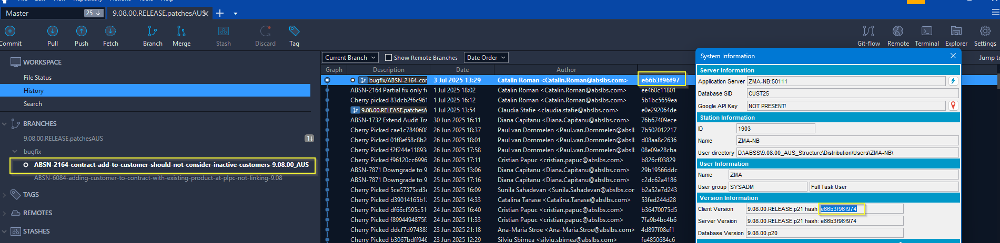 Master 25 9.08.00.RELEASE.patchesAUS
Commit Pull Push Fetch Branch Merge Stash Discard Tag Git-flow Remote Terminal Explorer Settings
WORKSPACE
File Status
History
Search
BRANCHES
9.08.00.RELEASE.patchesAUS 1
bugfix
ABSN-2164-contract-add-to-customer-should-not-consider-inactive-customers-9.08.00_AUS
ABSN-6084-adding-customer-to-contract-with-existing-product-at-plpc-not-linking-9.08
TAGS
REMOTES
STASHES
Current Branch Show Remote Branches Date Order Jump to
Graph Description Date Author
bugfix/ABSN-2164-con 3 Jul 2025 13:29 Catalin Roman <Catalin.Roman@abslbs.com> e66b3f96f97
ABSN-2164 Partial fix only fo 1 Jul 2025 18:02 Catalin Roman <Catalin.Roman@abslbs.com> ee460c11801
Cherry picked 83dcb2f6c961 1 Jul 2025 16:12 Catalin Roman <Catalin.Roman@abslbs.com> 5b1bc5659ea
9.08.00.RELEASE.patchesA 1 Jul 2025 13:54 Claudia Stafie <claudia.stafie@abslbs.com> e0e292064de
ABSN-1732 Extend Audit Tra 30 Jun 2025 16:11 Diana Capitanu <Diana.Capitanu@abslbs.com> 76b67409ece
Cherry Picked cae1c7840608 26 Jun 2025 18:37 Paul van Dommelen <Paul.van.Dommelen@abslb 7b502012217
Cherry Picked 01f8ef58c8b2 26 Jun 2025 18:01 Paul van Dommelen <Paul.van.Dommelen@abslb d08aa8c2636
Cherry Picked f2f244e11893 26 Jun 2025 17:58 Paul van Dommelen <Paul.van.Dommelen@abslb 08e09e28cba
Cherry Picked f96120cc6996 26 Jun 2025 17:11 Cristian Papuc <cristian.papuc@abslbs.com> b826cf03829
ABSN-7871 Downgrade to 9 26 Jun 2025 13:06 Diana Capitanu <Diana.Capitanu@abslbs.com> 29b19566ddc
ABSN-7871 Downgrade to 9 25 Jun 2025 17:16 Diana Capitanu <Diana.Capitanu@abslbs.com> c2dc62a4186
Cherry Picked 5ce57375cd3 25 Jun 2025 16:09 Sunila Sahadevan <Sunila.Sahadevan@abslbs.con b2a52e7d243
Cherry Picked d39014165b12 25 Jun 2025 14:33 Catalina Tanase <Catalina.Tanase@abslbs.com> 53fed244d28
Cherry Picked df66cf595c51 24 Jun 2025 16:40 Cristian Papuc <cristian.papuc@abslbs.com> b36470075d5
Cherry Picked f8994494875f 24 Jun 2025 11:33 Cristian Papuc <cristian.papuc@abslbs.com> 7fa9b4bc4b6
Cherry Picked ddcf7d974383 23 Jun 2025 21:18 Ana-Maria Stroe <Ana-Maria.Stroe@abslbs.com> 4d897f08ef1
Cherry Picked b3067bdff946 23 Jun 2025 12:29 Silviu Sbirnea <silviu.sbirnea@abslbs.com> fe4850684c6
System Information
Server Information
Application Server ZMA-NB:50111
Database SID CUST25
Google API Key NOT PRESENT!
Station Information
ID 1903
Name ZMA-NB
User directory D:\ABSS\9.08.00_AUS_Structure\Distribution\Users\ZMA-NB\
User Information
Name ZMA
User group SYSADM Full Task User
Version Information
Client Version 9.08.00.RELEASE.p21 hash e66b3f96f974
Server Version 9.08.00.RELEASE.p21 hash: e66b3f96f974
Database Version 9.08.00.p20